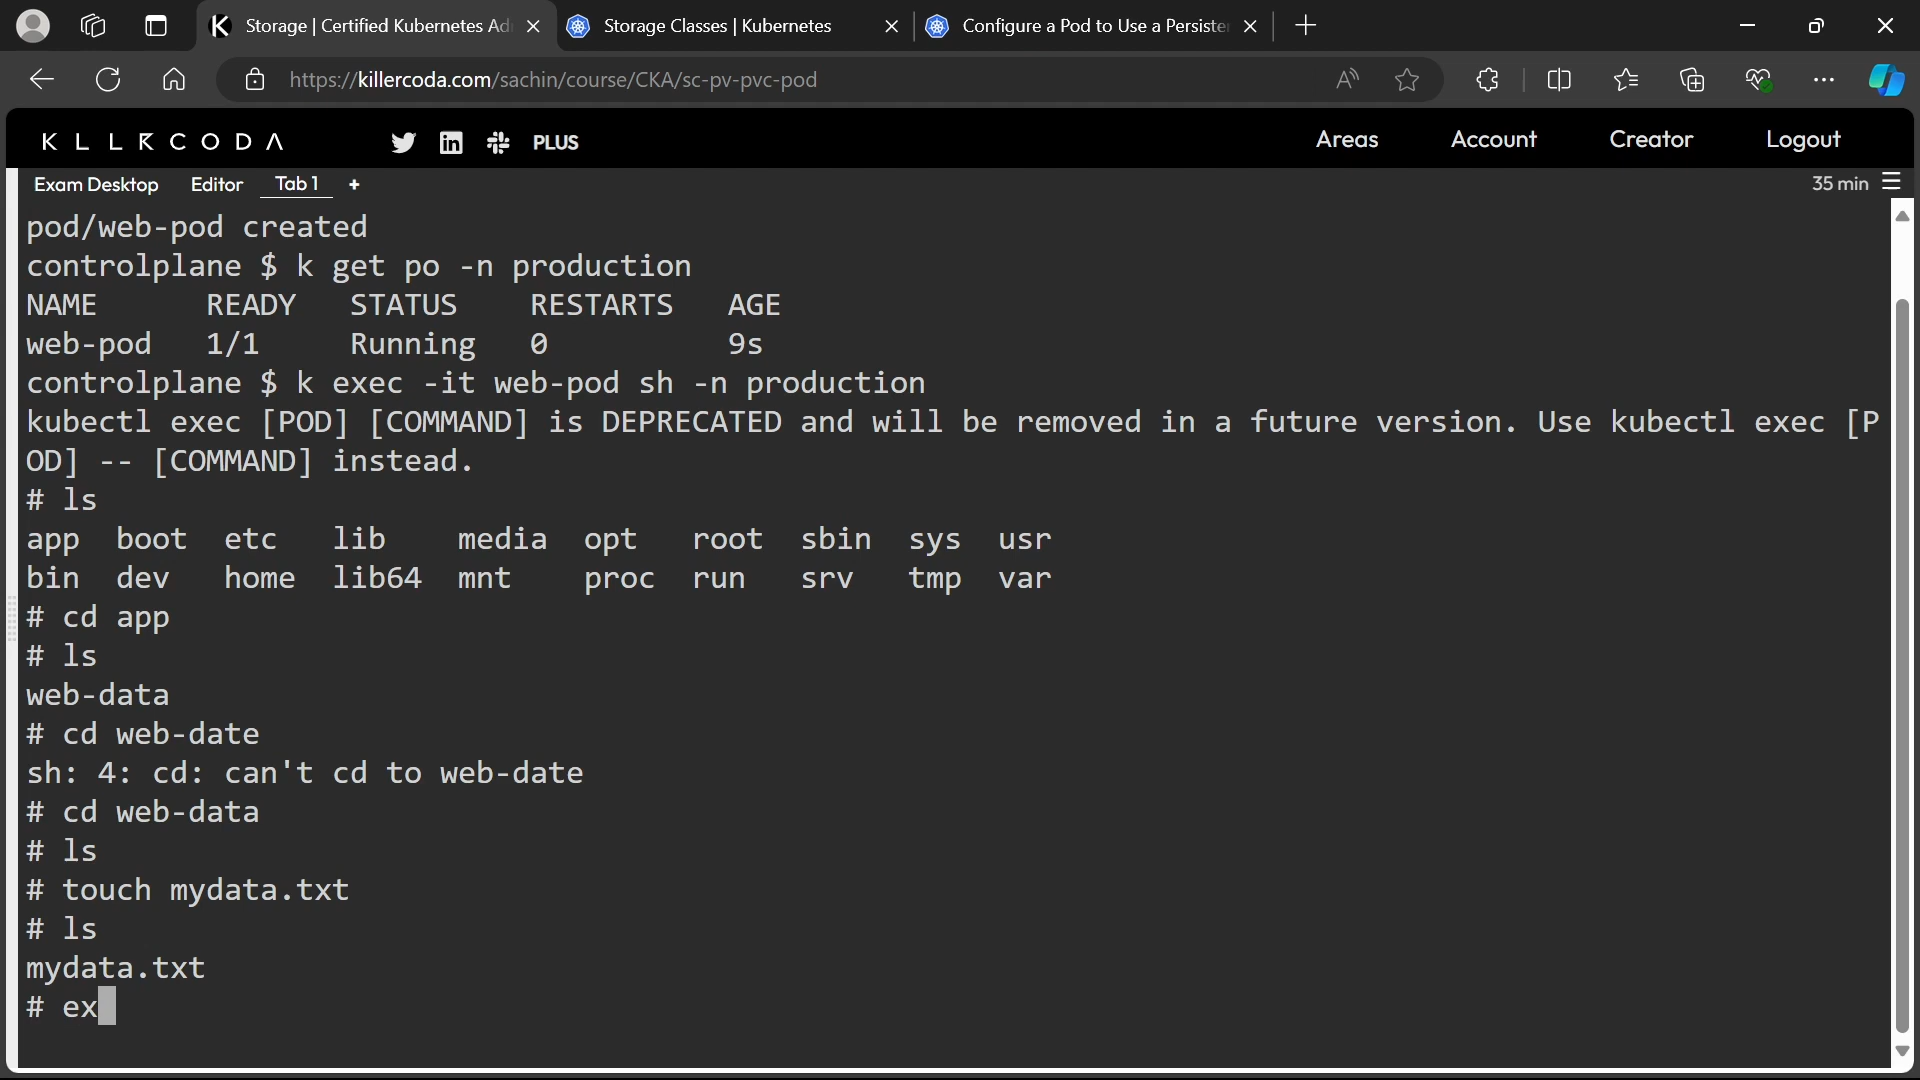 Storage | Certified Kubernetes Ad
Storage Classes | Kubernetes
Configure a Pod to Use a Persiste
https://killercoda.com/sachin/course/CKA/sc-pv-pvc-pod
KILLERCODA
PLUS
Areas
Account
Creator
Logout
Exam Desktop
Editor
Tab 1
+
35 min
pod/web-pod created
controlplane $ k get po -n production
NAME READY STATUS RESTARTS AGE
web-pod 1/1 Running 0 9s
controlplane $ k exec -it web-pod sh -n production
kubectl exec [POD] [COMMAND] is DEPRECATED and will be removed in a future version. Use kubectl exec [P
OD] -- [COMMAND] instead.
# ls
app boot etc lib media opt root sbin sys usr
bin dev home lib64 mnt proc run srv tmp var
# cd app
# ls
web-data
# cd web-date
sh: 4: cd: can't cd to web-date
# cd web-data
# ls
# touch mydata.txt
# ls
mydata.txt
# ex